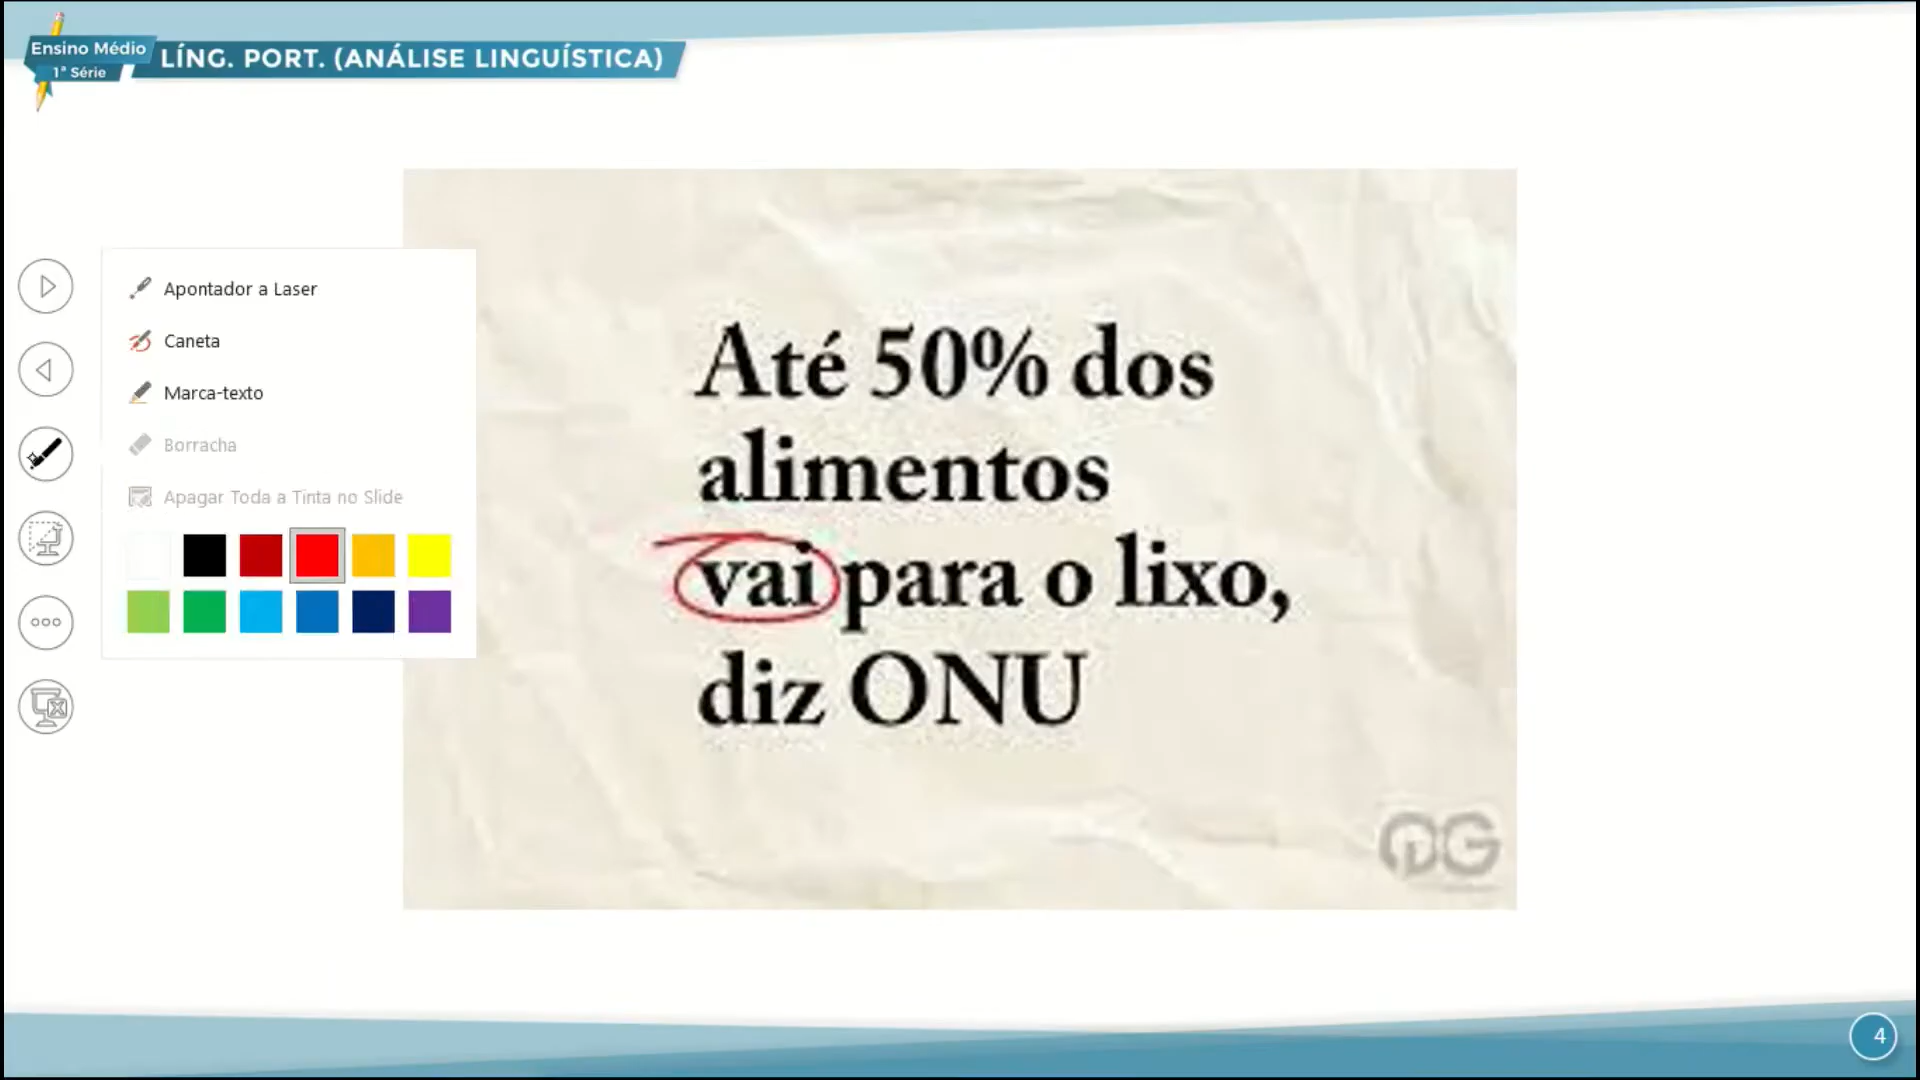 Ensino Médio
1ª Série
LÍNG. PORT. (ANÁLISE LINGUÍSTICA)
Apontador a Laser
Caneta
Marca-texto
Borracha
Apagar Toda a Tinta no Slide
Até 50% dos
alimentos
vai para o lixo,
diz ONU
DG
4